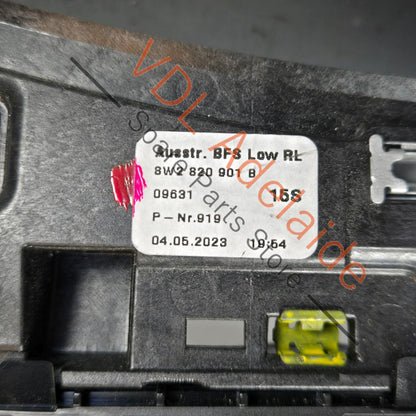 VDL Adelaide
Spare Parts Store
Ausstr. BFS Low RL
8W2 820 901 B
09631 15S
P - Nr.919
04.05.2023 19:54